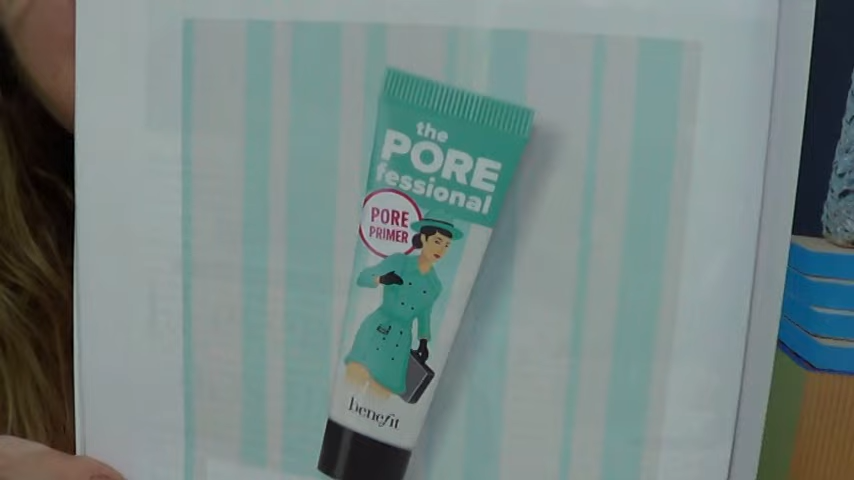 the
PORE
fessional
PORE
PRIMER
benefit